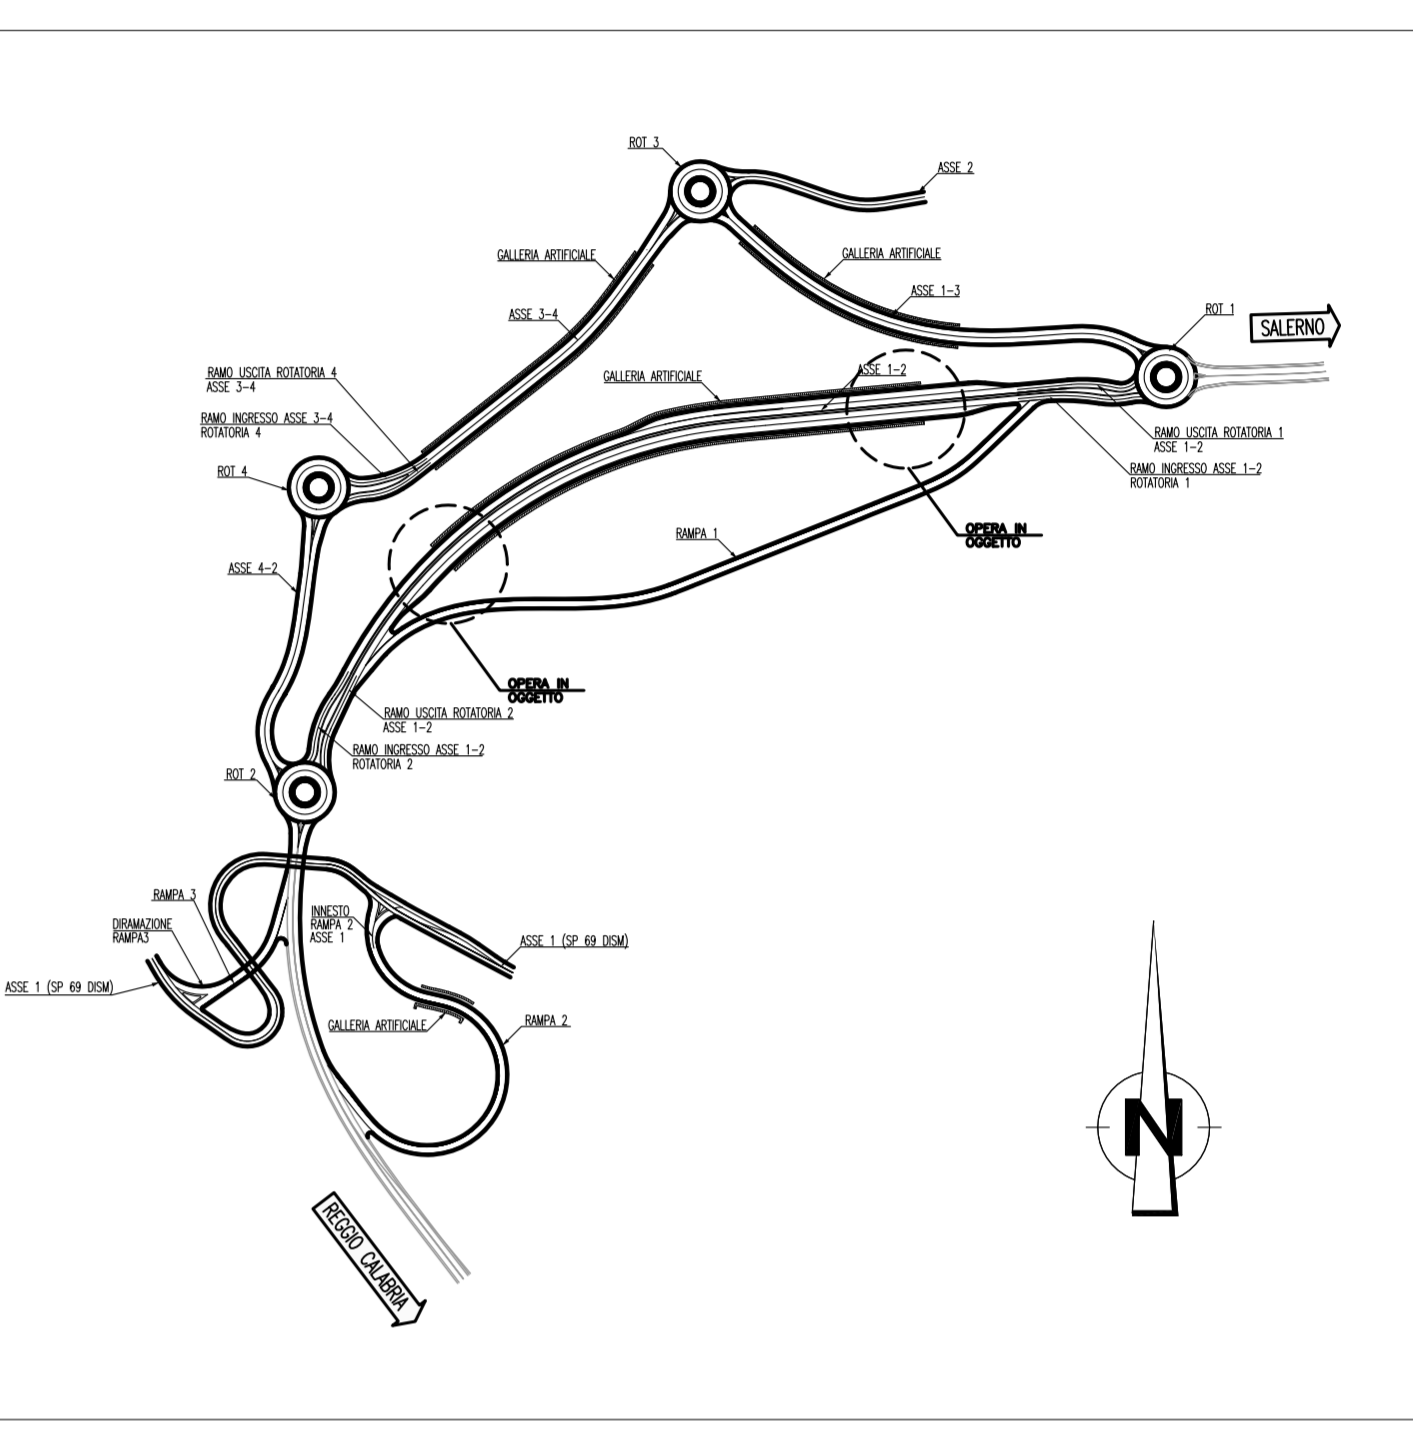 ROT 3
ASSE 2
GALLERIA ARTIFICIALE
GALLERIA ARTIFICIALE
ASSE 1-3
ROT 1
SALERNO
ASSE 3-4
RAMO USCITA ROTATORIA 4
ASSE 3-4
GALLERIA ARTIFICIALE
ASSE 1-2
RAMO INGRESSO ASSE 3-4
ROTATORIA 4
RAMO USCITA ROTATORIA 1
ASSE 1-2
ROT 4
RAMO INGRESSO ASSE 1-2
ROTATORIA 1
RAMPA 1
OPERA IN
OGGETTO
ASSE 4-2
OPERA IN
OGGETTO
RAMO USCITA ROTATORIA 2
ASSE 1-2
RAMO INGRESSO ASSE 1-2
ROTATORIA 2
ROT 2
RAMPA 3
INNESTO
RAMPA 2
ASSE 1
DIRAMAZIONE
RAMPA3
ASSE 1 (SP 69 DISM)
ASSE 1 (SP 69 DISM)
GALLERIA ARTIFICIALE
RAMPA 2
N
REGGIO CALABRIA